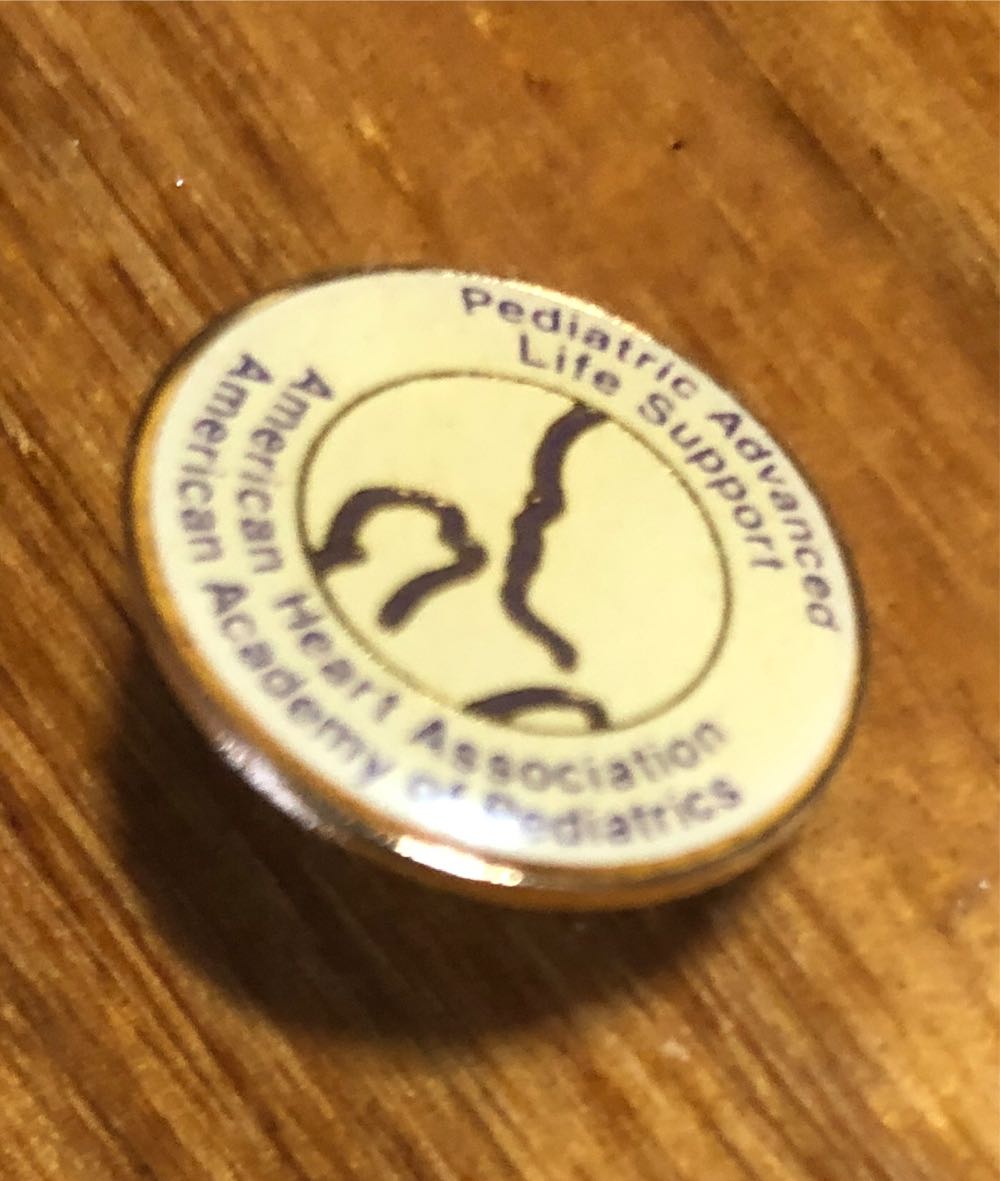 Pediatric Advanced
Life Support
American Heart Association
American Academy of Pediatrics